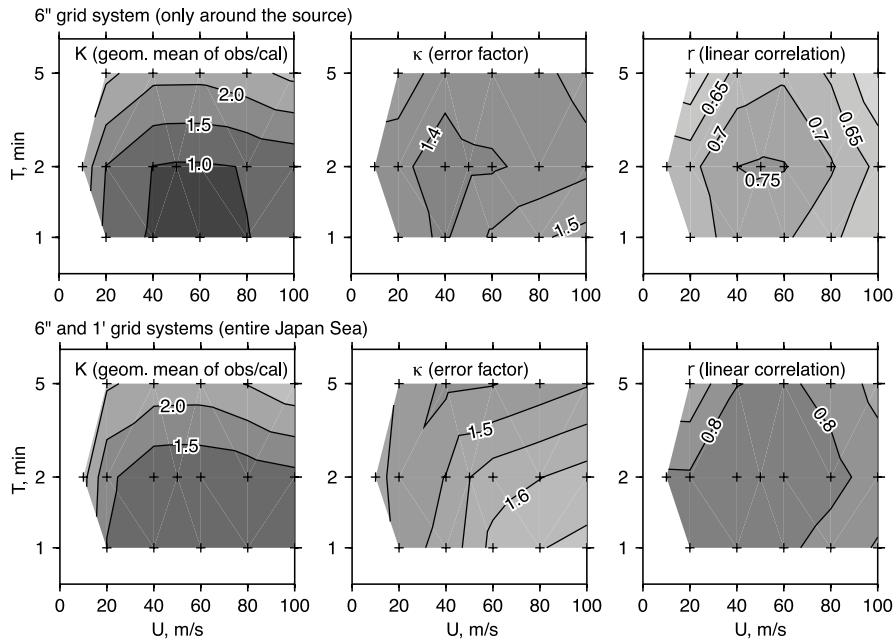 6" grid system (only around the source)
K (geom. mean of obs/cal)
κ (error factor)
r (linear correlation)
T, min
5
2
1
2.0
1.5
1.0
1.4
1.5
0.65
0.7
0.7
0.65
0.75
0 20 40 60 80 100
0 20 40 60 80 100
0 20 40 60 80 100
6" and 1' grid systems (entire Japan Sea)
K (geom. mean of obs/cal)
κ (error factor)
r (linear correlation)
T, min
5
2
1
2.0
1.5
1.5
1.6
0.8
0.8
5
2
1
0 20 40 60 80 100
0 20 40 60 80 100
0 20 40 60 80 100
U, m/s
U, m/s
U, m/s